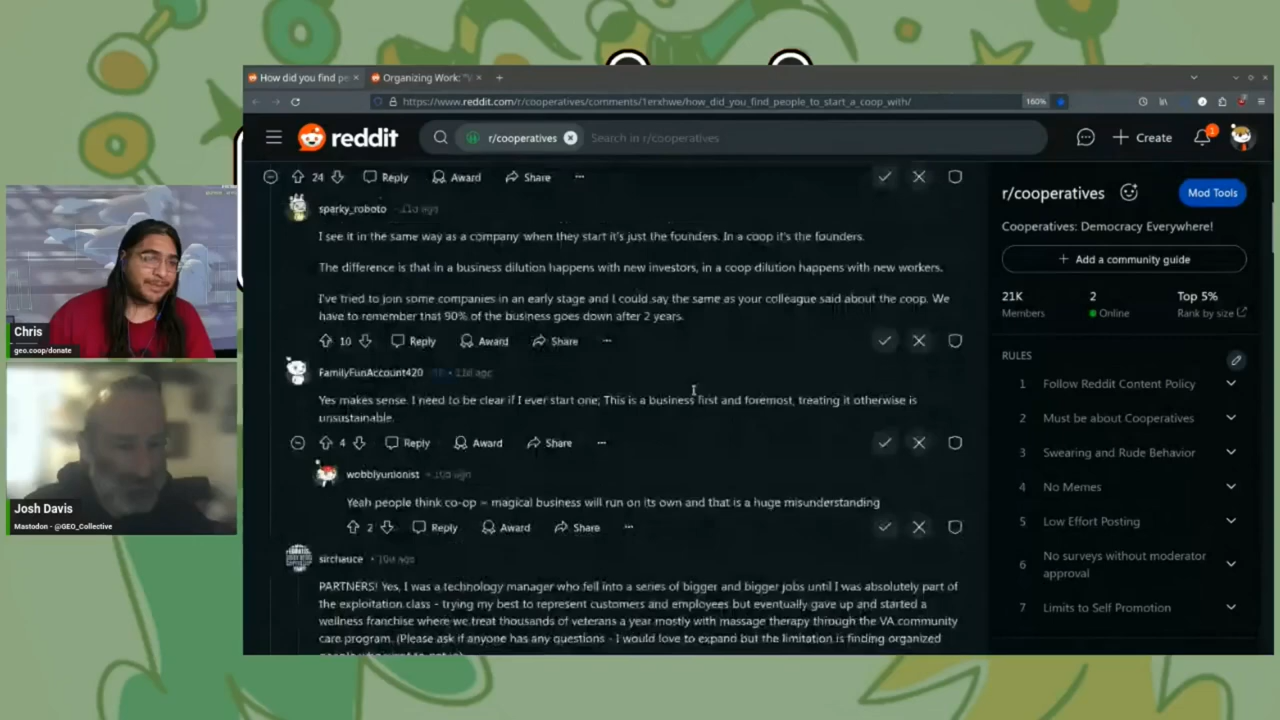 How did you find pe
Organizing Work: "
https://www.reddit.com/r/cooperatives/comments/1erxhwe/how_did_you_find_people_to_start_a_coop_with/
160%
reddit
r/cooperatives
Search in r/cooperatives
Create
1
24 Reply Award Share
sparky_roboto
I see it in the same way as a company when they start it's just the founders. In a coop it's the founders.
The difference is that in a business dilution happens with new investors, in a coop dilution happens with new workers.
I've tried to join some companies in an early stage and I could say the same as your colleague said about the coop. We
have to remember that 90% of the business goes down after 2 years.
10 Reply Award Share
FamilyFunAccount420
Yes makes sense. I need to be clear if I ever start one; This is a business first and foremost, treating it otherwise is
unsustainable.
4 Reply Award Share
wobblyunionist
Yeah people think co-op = magical business will run on its own and that is a huge misunderstanding
2 Reply Award Share
sirchauce
PARTNERS! Yes, I was a technology manager who fell into a series of bigger and bigger jobs until I was absolutely part of
the exploitation class - trying my best to represent customers and employees but eventually gave up and started a
wellness franchise where we treat thousands of veterans a year mostly with massage therapy through the VA community
care program. (Please ask if anyone has any questions - I would love to expand but the limitation is finding organized
r/cooperatives
Mod Tools
Cooperatives: Democracy Everywhere!
Add a community guide
21K 2 Top 5%
Members Online Rank by size
RULES
1 Follow Reddit Content Policy
2 Must be about Cooperatives
3 Swearing and Rude Behavior
4 No Memes
5 Low Effort Posting
6 No surveys without moderator
approval
7 Limits to Self Promotion
Chris
geo.coop/donate
Josh Davis
Mastodon - @GEO_Collective